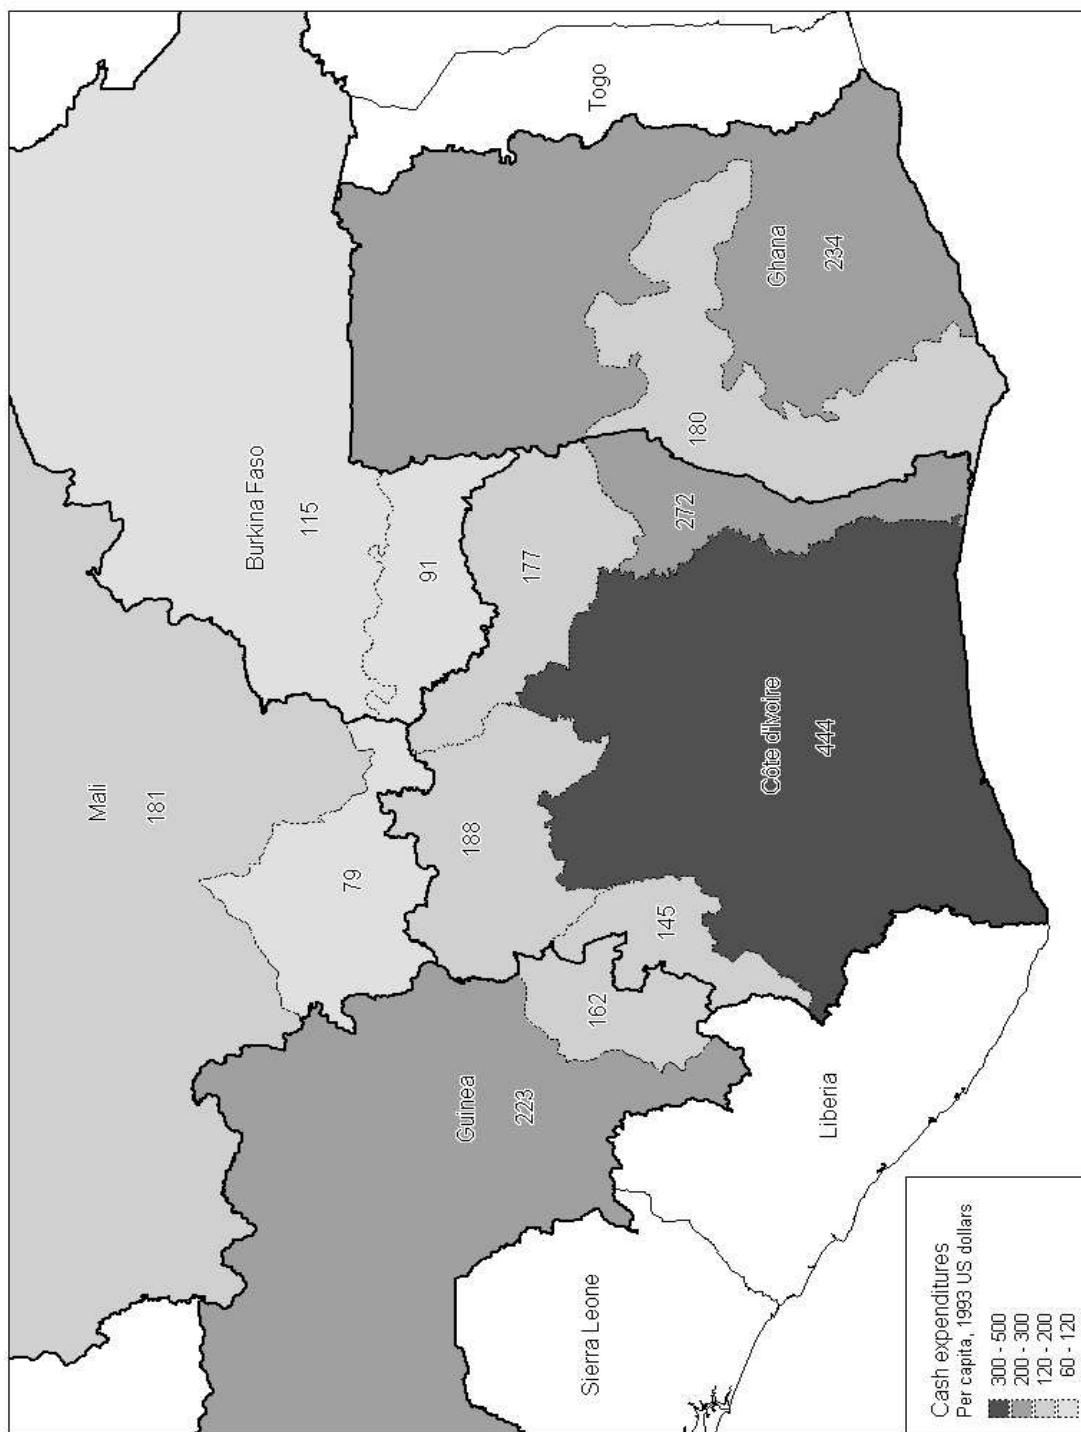 Mali
181
Burkina Faso
115
79
91
188
177
Guinea
223
162
145
272
180
Côte d'Ivoire
444
Ghana
234
Togo
Sierra Leone
Liberia
Cash expenditures
Per capita, 1993 US dollars
300 - 500
200 - 300
120 - 200
60 - 120